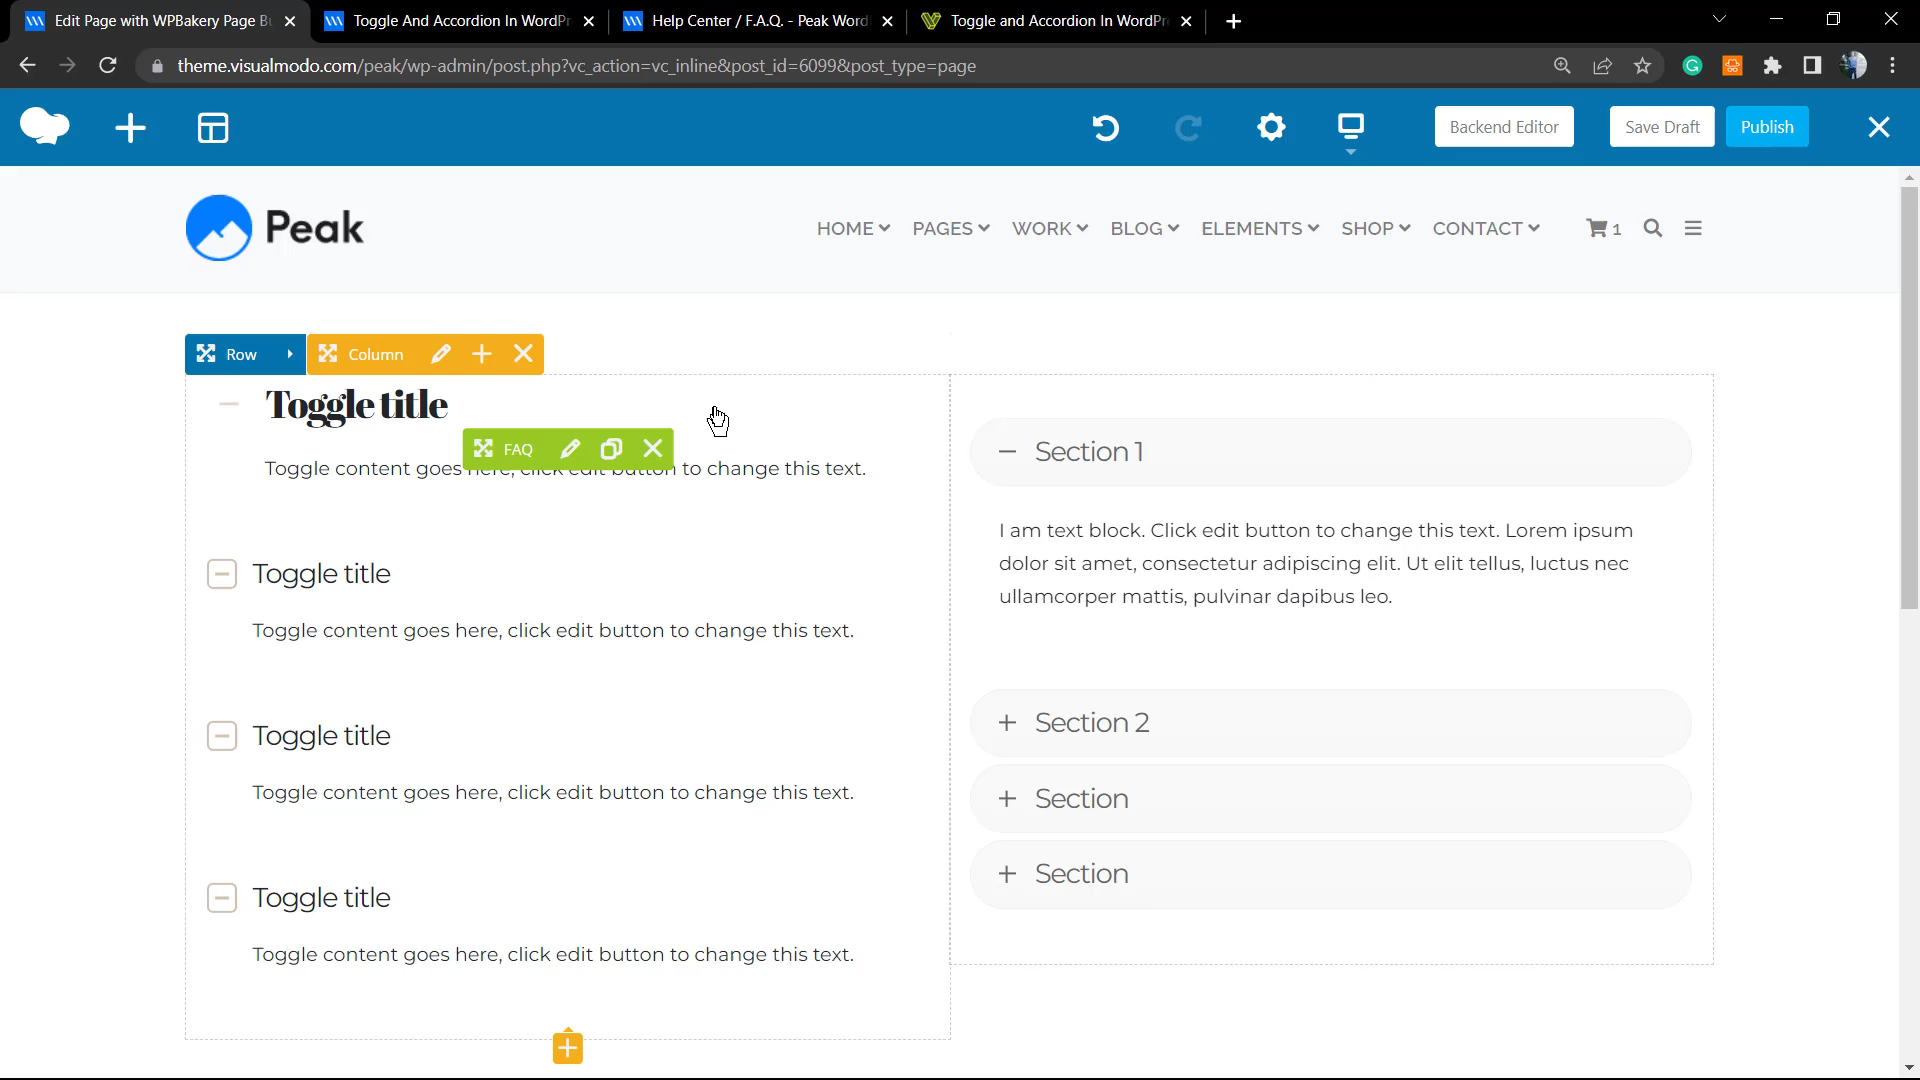 Edit Page with WPBakery Page B
Toggle And Accordion In WordPr
Help Center / F.A.Q. - Peak Word
Toggle and Accordion In WordPr
theme.visualmodo.com/peak/wp-admin/post.php?vc_action=vc_inline&post_id=6099&post_type=page
Backend Editor
Save Draft
Publish
Peak
HOME
PAGES
WORK
BLOG
ELEMENTS
SHOP
CONTACT
1
Row
Column
Toggle title
FAQ
Toggle content goes here, click edit button to change this text.
Toggle title
Toggle content goes here, click edit button to change this text.
Toggle title
Toggle content goes here, click edit button to change this text.
Toggle title
Toggle content goes here, click edit button to change this text.
Section 1
I am text block. Click edit button to change this text. Lorem ipsum
dolor sit amet, consectetur adipiscing elit. Ut elit tellus, luctus nec
ullamcorper mattis, pulvinar dapibus leo.
Section 2
Section
Section